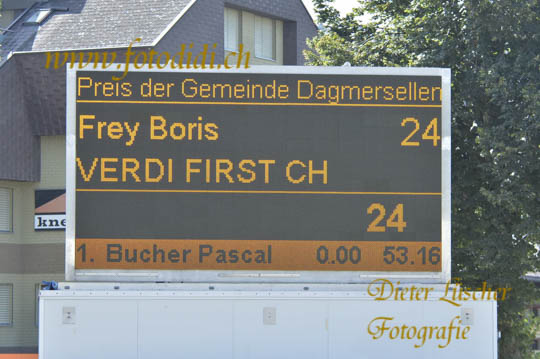 www.fotodidi.ch
Preis der Gemeinde Dagmersellen
Frey Boris 24
VERDI FIRST CH
24
1. Bucher Pascal 0.00 53.16
kne
Dieter Lüscher
Fotografie